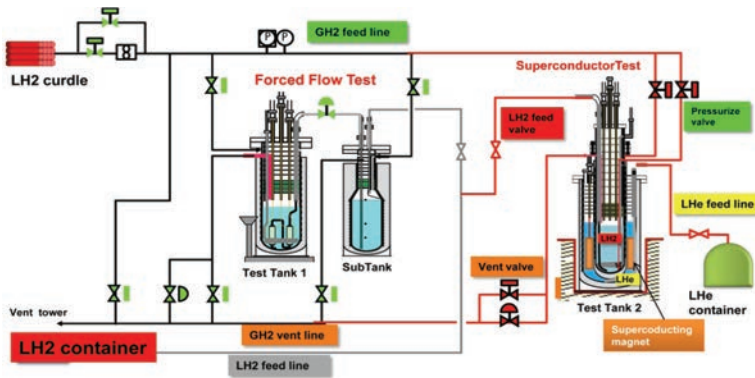 P P
GH2 feed line
LH2 curdle
Forced Flow Test
SuperconductorTest
LH2 feed
valve
Pressurize
valve
LHe feed line
LH2
Vent valve
LHe
Test Tank 1
SubTank
Test Tank 2
LHe
container
Vent tower
GH2 vent line
Supercoducting
magnet
LH2 container
LH2 feed line